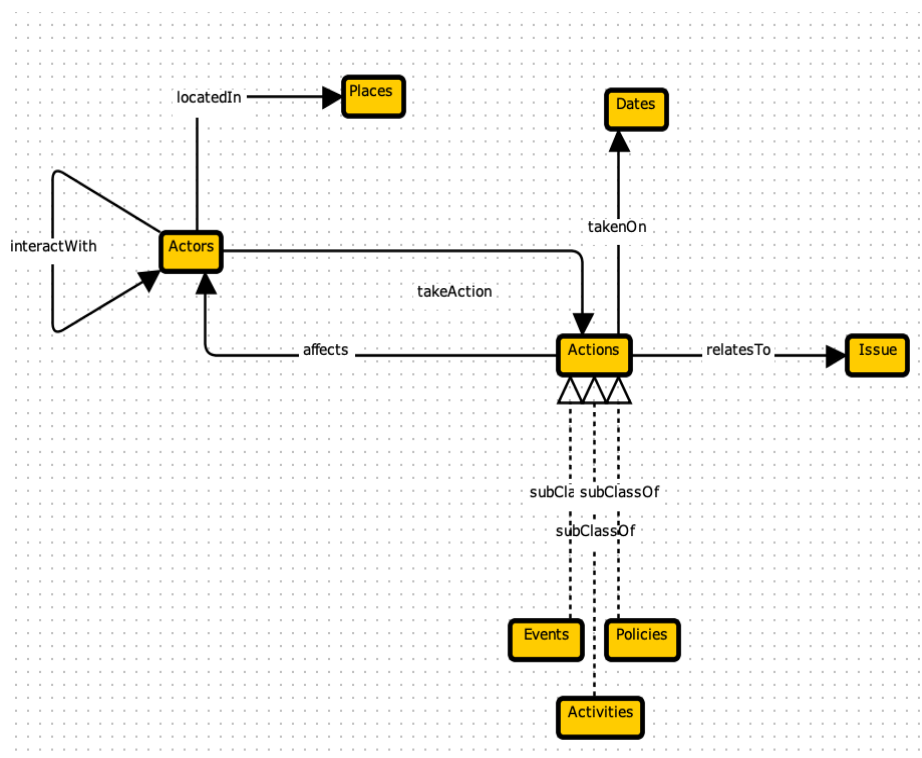 locatedIn
Places
Dates
takenOn
interactWith
Actors
takeAction
affects
Actions
relatesTo
Issue
subCla
subClassOf
subClassOf
Events
Policies
Activities